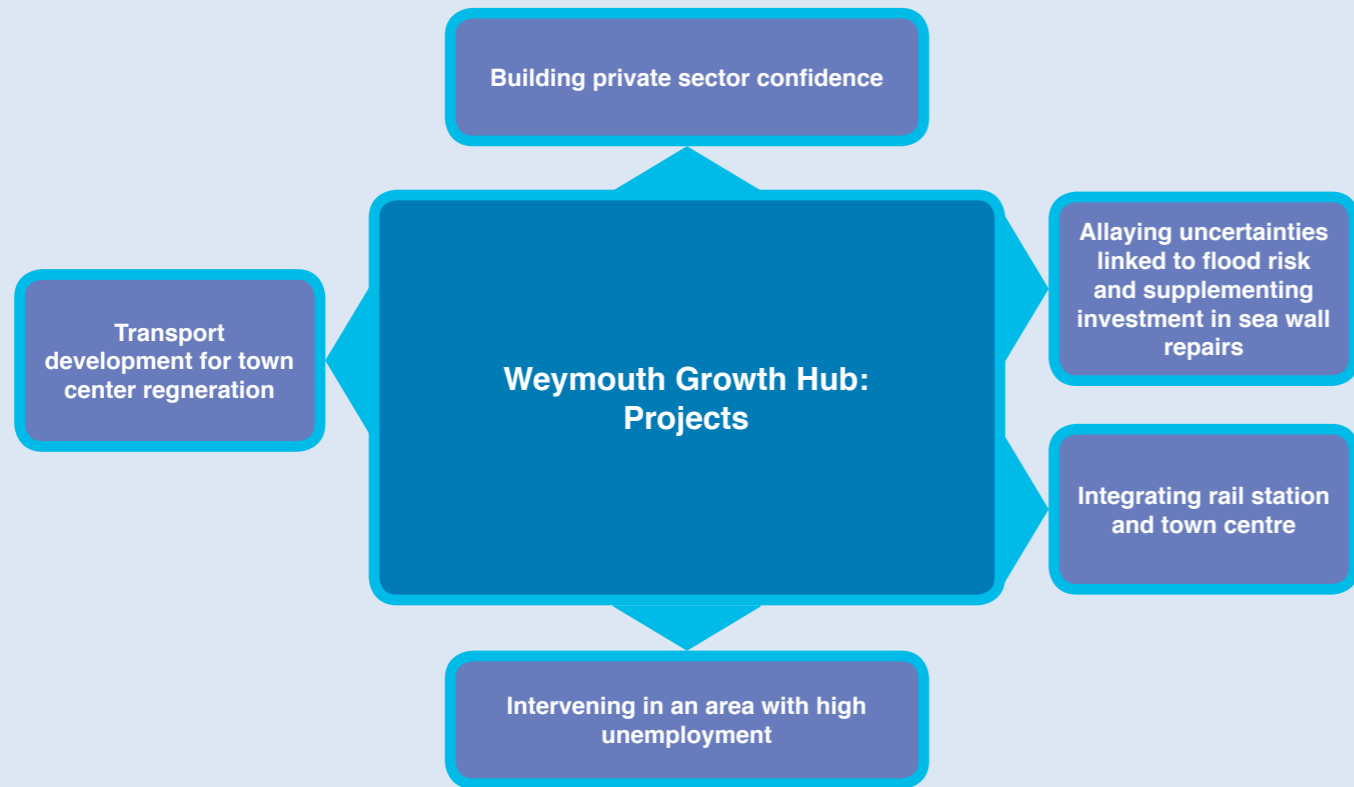 Building private sector confidence
Allaying uncertainties
linked to flood risk
and supplementing
investment in sea wall
repairs
Transport
development for town
center regneration
Weymouth Growth Hub:
Projects
Integrating rail station
and town centre
Intervening in an area with high
unemployment